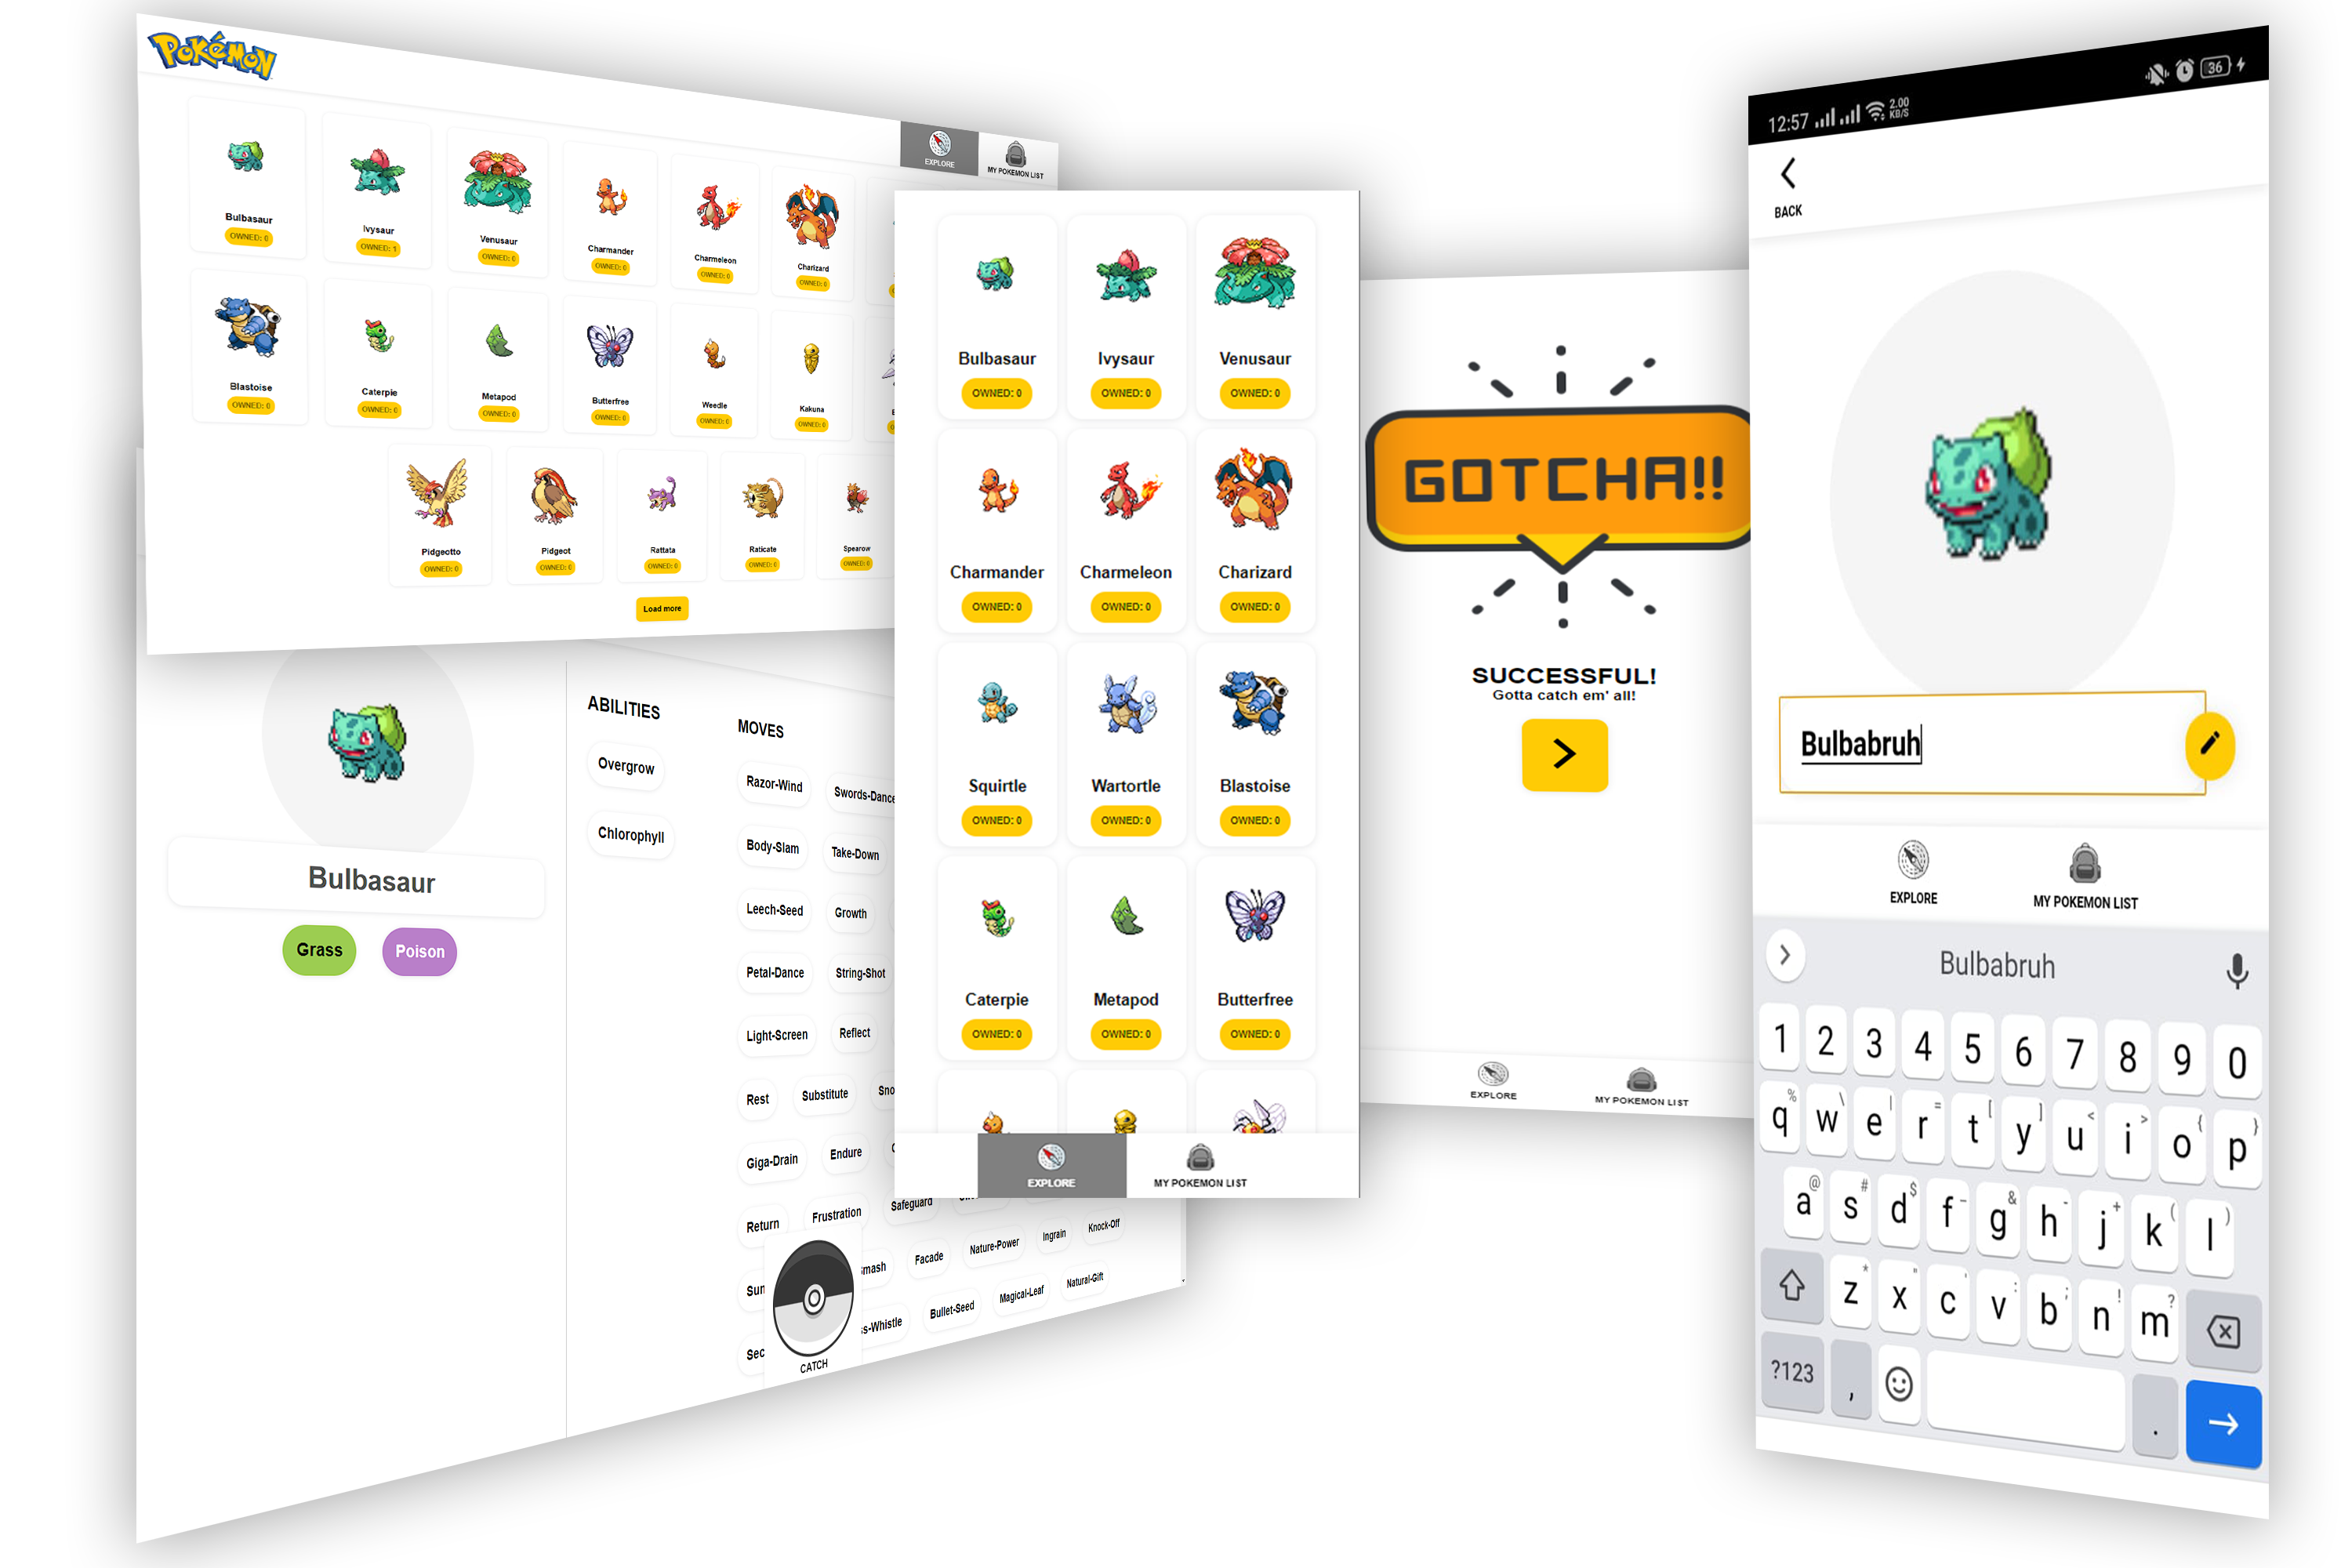 Pokémon
EXPLORE
MY POKEMON LIST
Bulbasaur
OWNED: 0
Ivysaur
OWNED: 1
Venusaur
OWNED: 0
Charmander
OWNED: 0
Charmeleon
OWNED: 0
Charizard
OWNED: 0
Blastoise
OWNED: 0
Caterpie
OWNED: 0
Metapod
OWNED: 0
Butterfree
OWNED: 0
Weedle
OWNED: 0
Kakuna
OWNED: 0
Pidgeotto
OWNED: 0
Pidgeot
OWNED: 0
Rattata
OWNED: 0
Raticate
OWNED: 0
Spearow
OWNED: 0
Load more
Bulbasaur
Grass Poison
ABILITIES
Overgrow
Chlorophyll
MOVES
Razor-Wind Swords-Dance
Body-Slam Take-Down
Leech-Seed Growth
Petal-Dance String-Shot
Light-Screen Reflect
Rest Substitute Sno
Giga-Drain Endure
Return Frustration Safeguard
Sun mash Facade Nature-Power Ingrain Knock-Off
Sec s-Whistle Bullet-Seed Magical-Leaf Natural-Gift
CATCH
Bulbasaur Ivysaur Venusaur
OWNED: 0 OWNED: 0 OWNED: 0
Charmander Charmeleon Charizard
OWNED: 0 OWNED: 0 OWNED: 0
Squirtle Wartortle Blastoise
OWNED: 0 OWNED: 0 OWNED: 0
Caterpie Metapod Butterfree
OWNED: 0 OWNED: 0 OWNED: 0
EXPLORE MY POKEMON LIST
GOTCHA!!
SUCCESSFUL!
Gotta catch em' all!
EXPLORE MY POKEMON LIST
12:57 2.00 KB/S 36
BACK
Bulbabruh
EXPLORE MY POKEMON LIST
Bulbabruh
1 2 3 4 5 6 7 8 9 0
q w e r t y u i o p
a s d f g h j k l
z x c v b n m
?123 , .